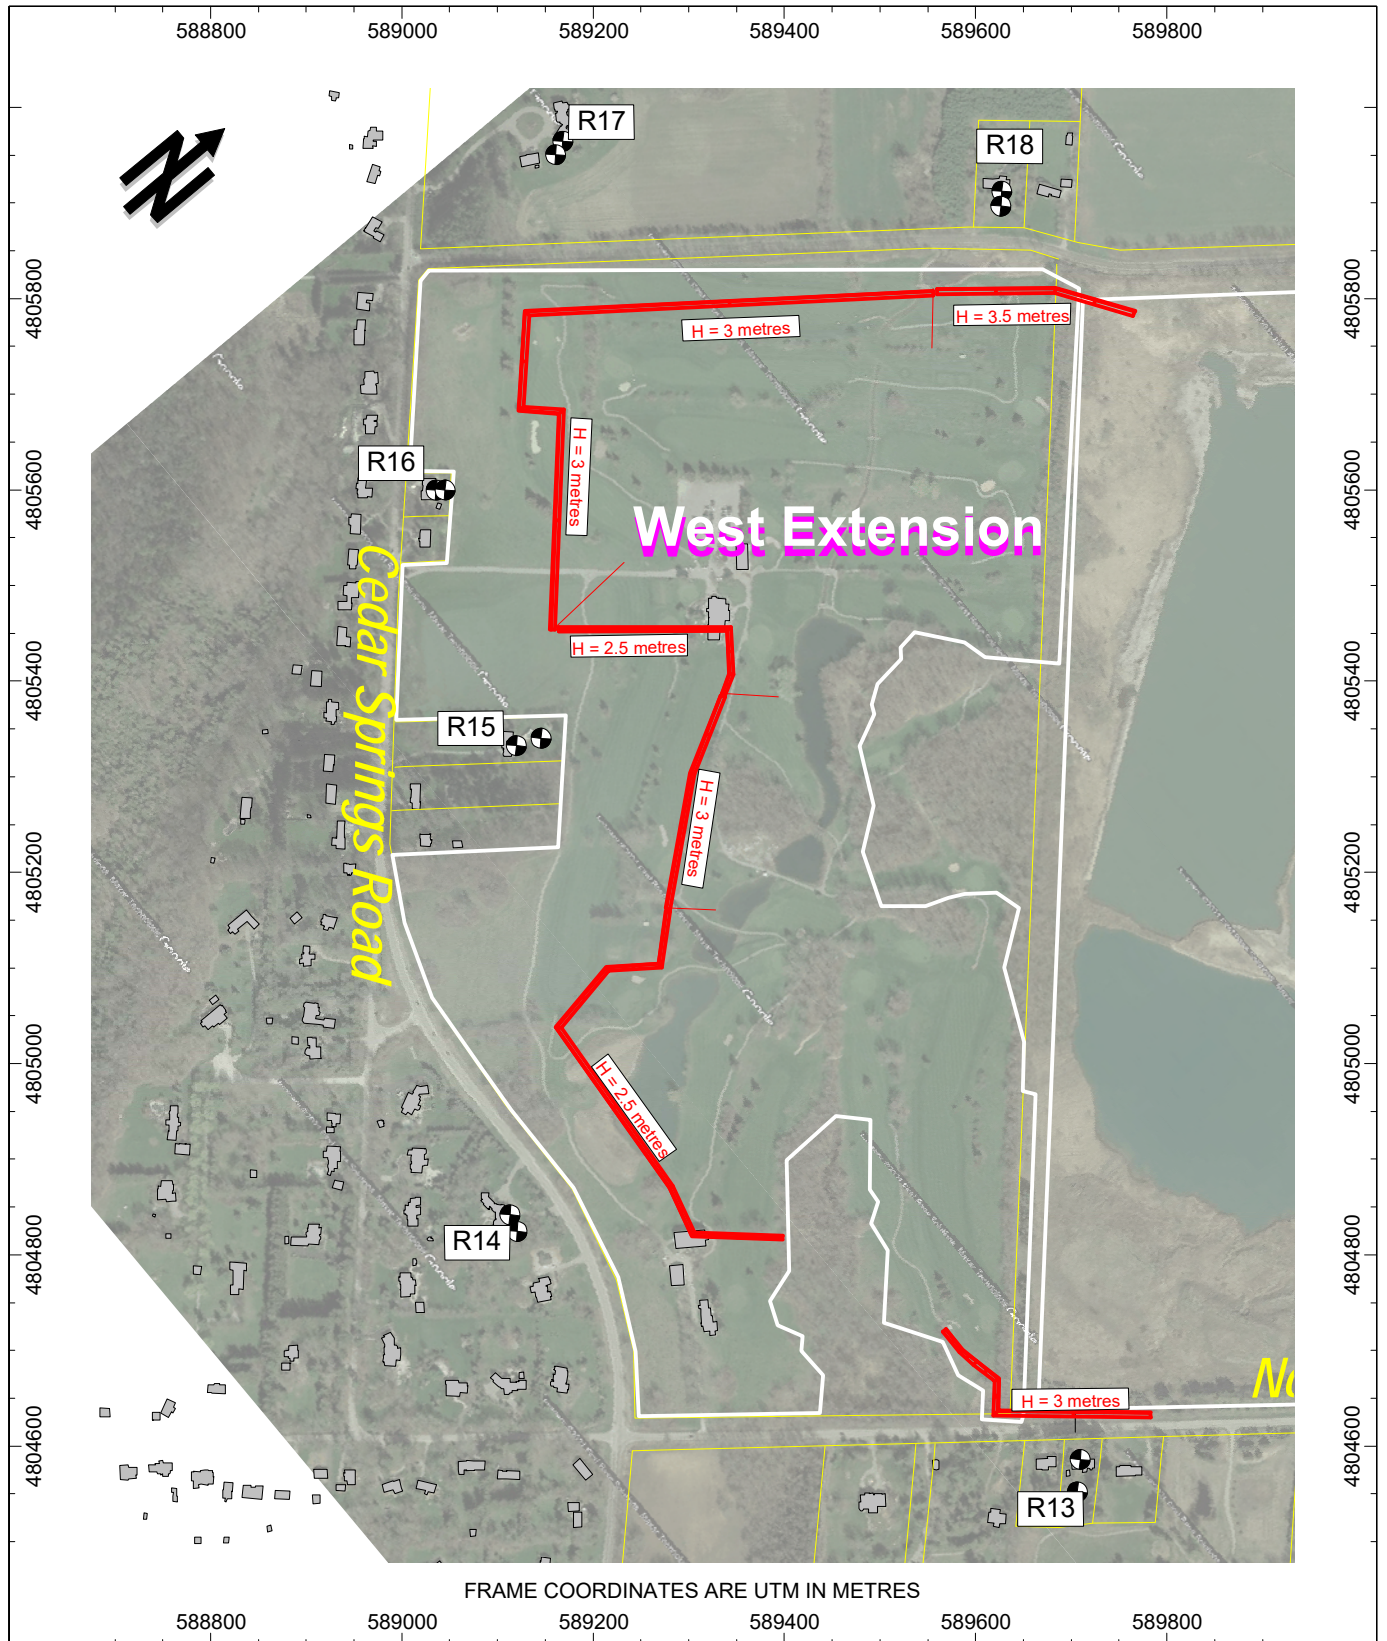 588800 589000 589200 589400 589600 589800
R17
R18
4805800 4805800
H = 3 metres
H = 3.5 metres
H = 3 metres
R16
4805600 4805600
West Extension
Cedar Springs Road
H = 2.5 metres
4805400 4805400
R15
H = 3 metres
4805200 4805200
4805000 4805000
H = 2.5 metres
R14
4804800 4804800
No
H = 3 metres
4804600 4804600
R13
FRAME COORDINATES ARE UTM IN METRES
588800 589000 589200 589400 589600 589800